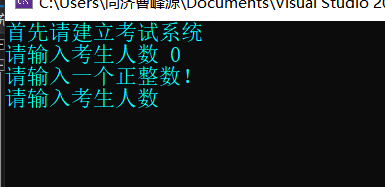 C:\Users\同济曹峰源\Documents\Visual Studio 20
首先请建立考试系统
请输入考生人数 0
请输入一个正整数!
请输入考生人数